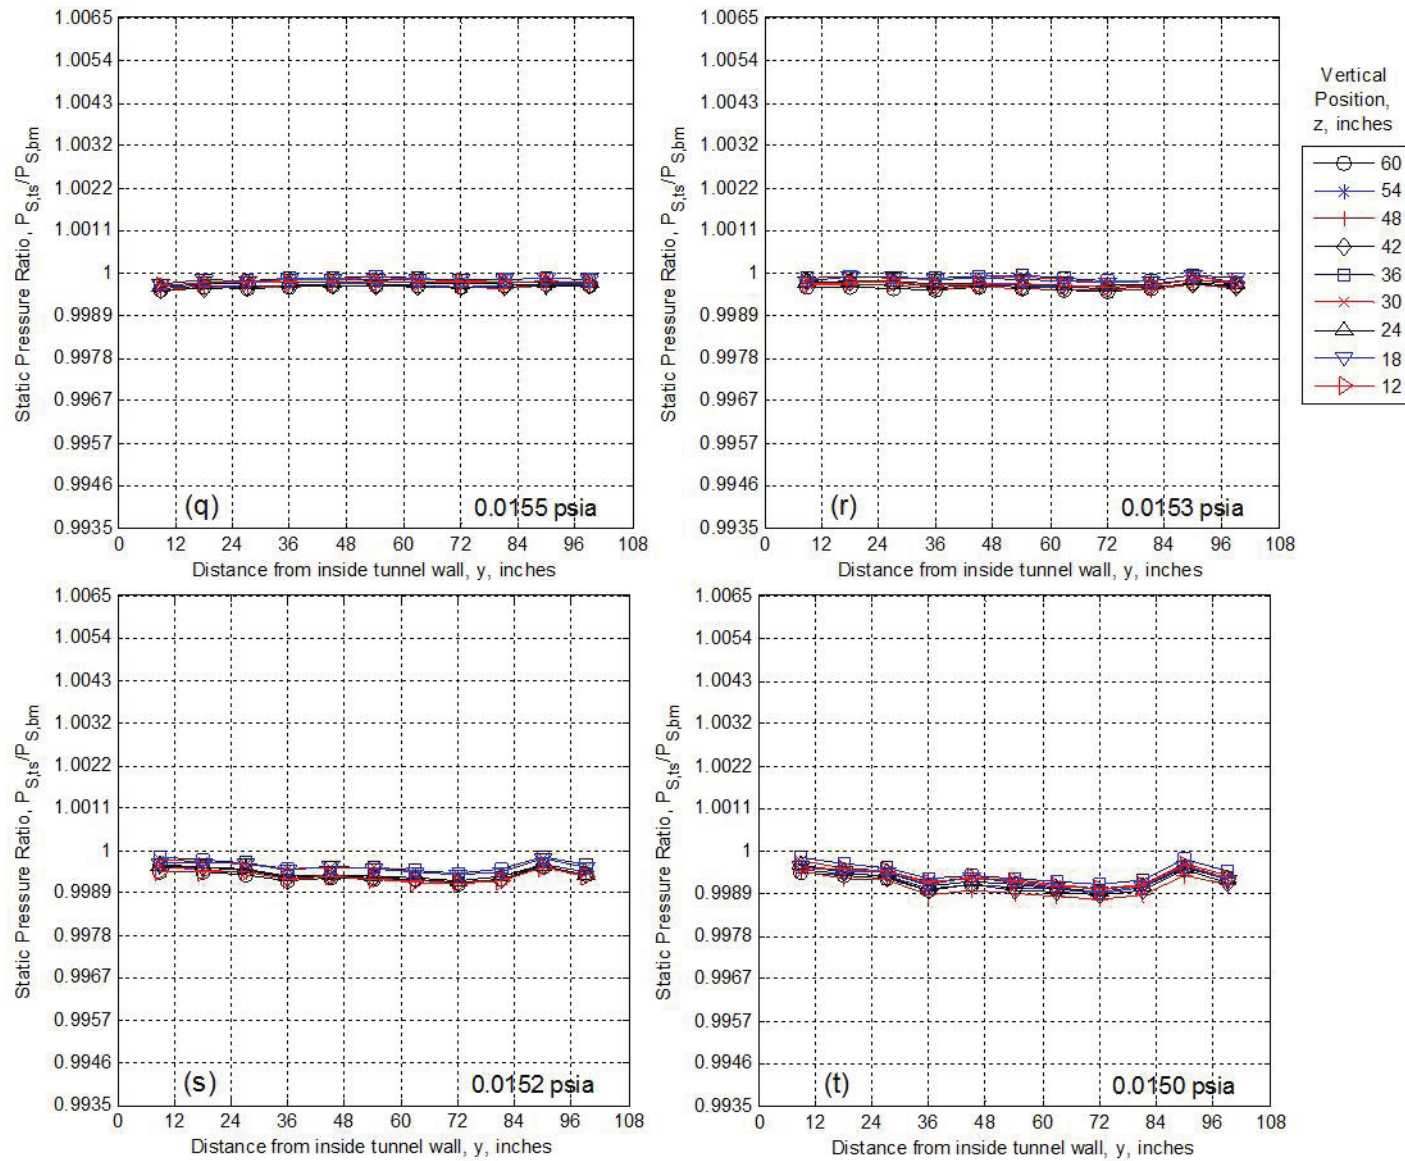 1.0065
1.0054
1.0043
1.0032
1.0022
1.0011
1
0.9989
0.9978
0.9967
0.9957
0.9946
0.9935
Static Pressure Ratio, P_S,ts/P_S,bm
(q)
0.0155 psia
0 12 24 36 48 60 72 84 96 108
Distance from inside tunnel wall, y, inches
1.0065
1.0054
1.0043
1.0032
1.0022
1.0011
1
0.9989
0.9978
0.9967
0.9957
0.9946
0.9935
Static Pressure Ratio, P_S,ts/P_S,bm
(r)
0.0153 psia
0 12 24 36 48 60 72 84 96 108
Distance from inside tunnel wall, y, inches
Vertical
Position,
z, inches
60
54
48
42
36
30
24
18
12
1.0065
1.0054
1.0043
1.0032
1.0022
1.0011
1
0.9989
0.9978
0.9967
0.9957
0.9946
0.9935
Static Pressure Ratio, P_S,ts/P_S,bm
(s)
0.0152 psia
0 12 24 36 48 60 72 84 96 108
Distance from inside tunnel wall, y, inches
1.0065
1.0054
1.0043
1.0032
1.0022
1.0011
1
0.9989
0.9978
0.9967
0.9957
0.9946
0.9935
Static Pressure Ratio, P_S,ts/P_S,bm
(t)
0.0150 psia
0 12 24 36 48 60 72 84 96 108
Distance from inside tunnel wall, y, inches